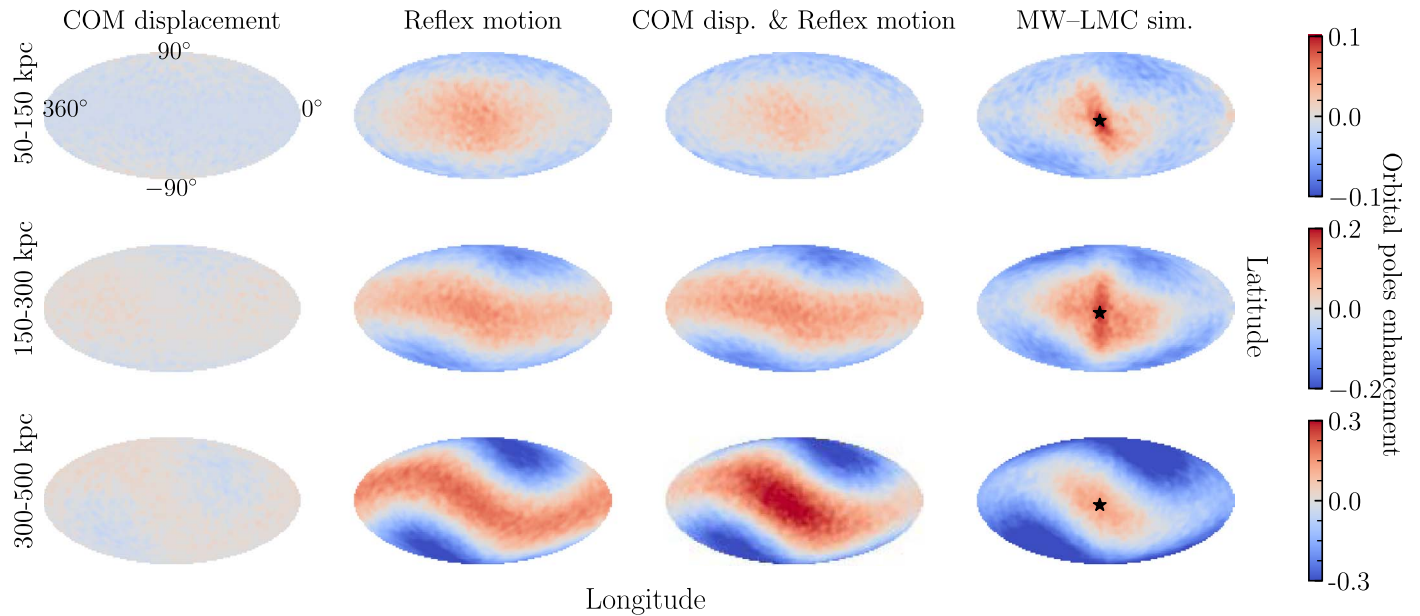 COM displacement
Reflex motion
COM disp. & Reflex motion
MW–LMC sim.
50-150 kpc
90°
360°
0°
−90°
0.1
0.0
−0.1
150-300 kpc
0.2
0.0
−0.2
Latitude
Orbital poles enhancement
300-500 kpc
0.3
0.0
-0.3
Longitude